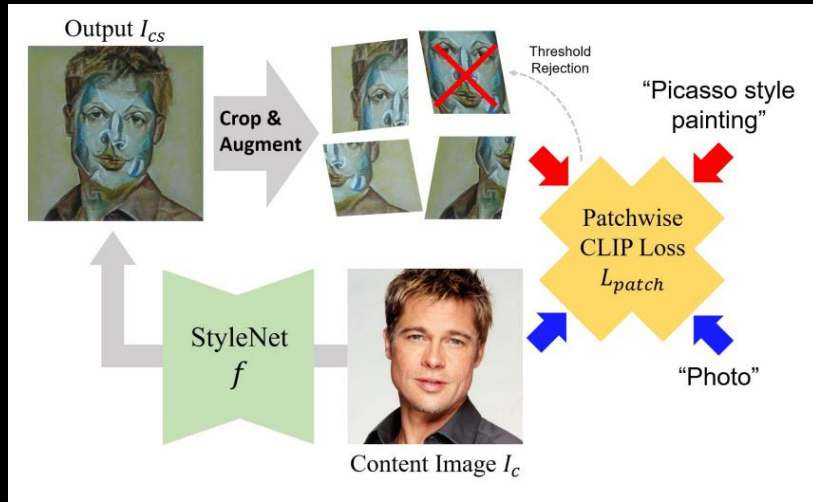 Output I_cs
Crop &
Augment
Threshold
Rejection
“Picasso style
painting”
Patchwise
CLIP Loss
L_patch
StyleNet
f
“Photo”
Content Image I_c